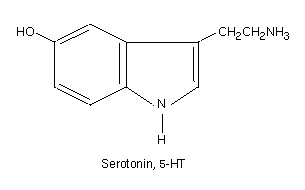 HO
CH₂CH₂NH3
N
H
Serotonin, 5-HT